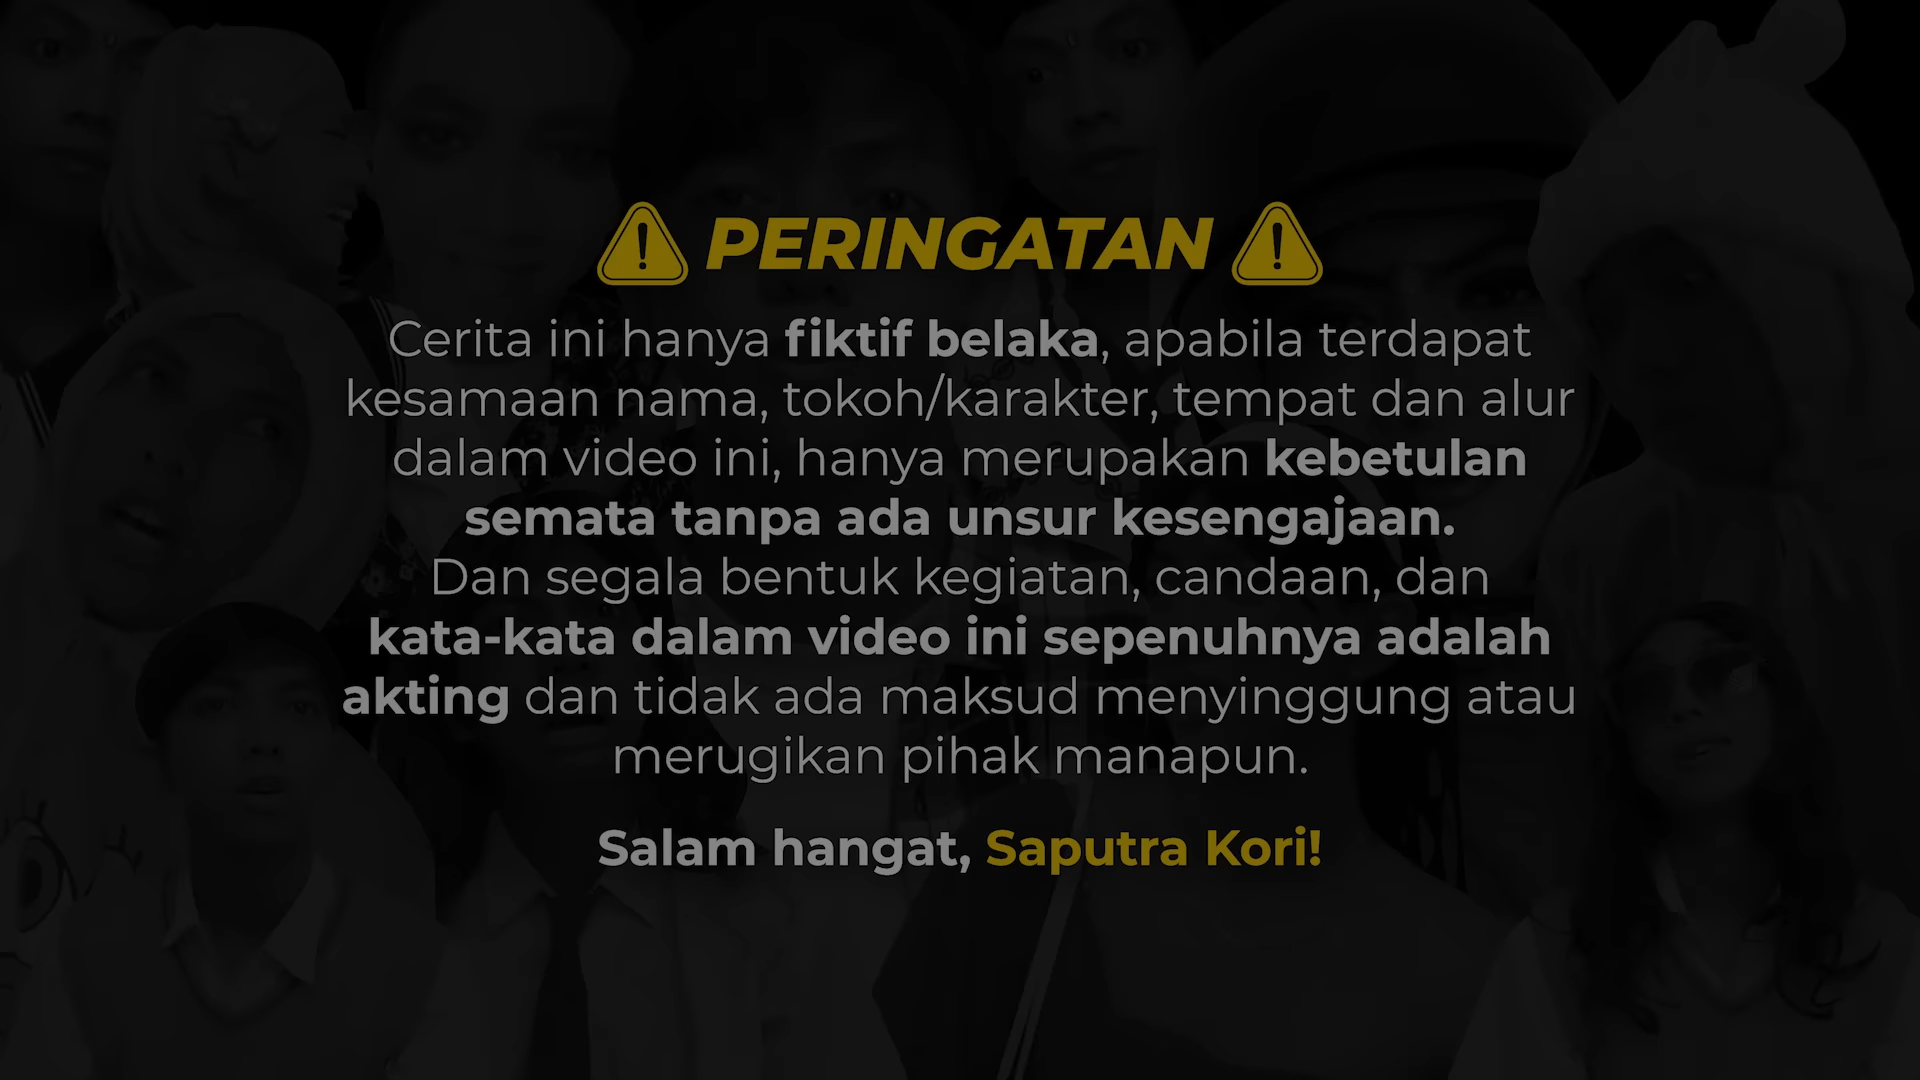 PERINGATAN
Cerita ini hanya fiktif belaka, apabila terdapat
kesamaan nama, tokoh/karakter, tempat dan alur
dalam video ini, hanya merupakan kebetulan
semata tanpa ada unsur kesengajaan.
Dan segala bentuk kegiatan, candaan, dan
kata-kata dalam video ini sepenuhnya adalah
akting dan tidak ada maksud menyinggung atau
merugikan pihak manapun.
Salam hangat, Saputra Kori!